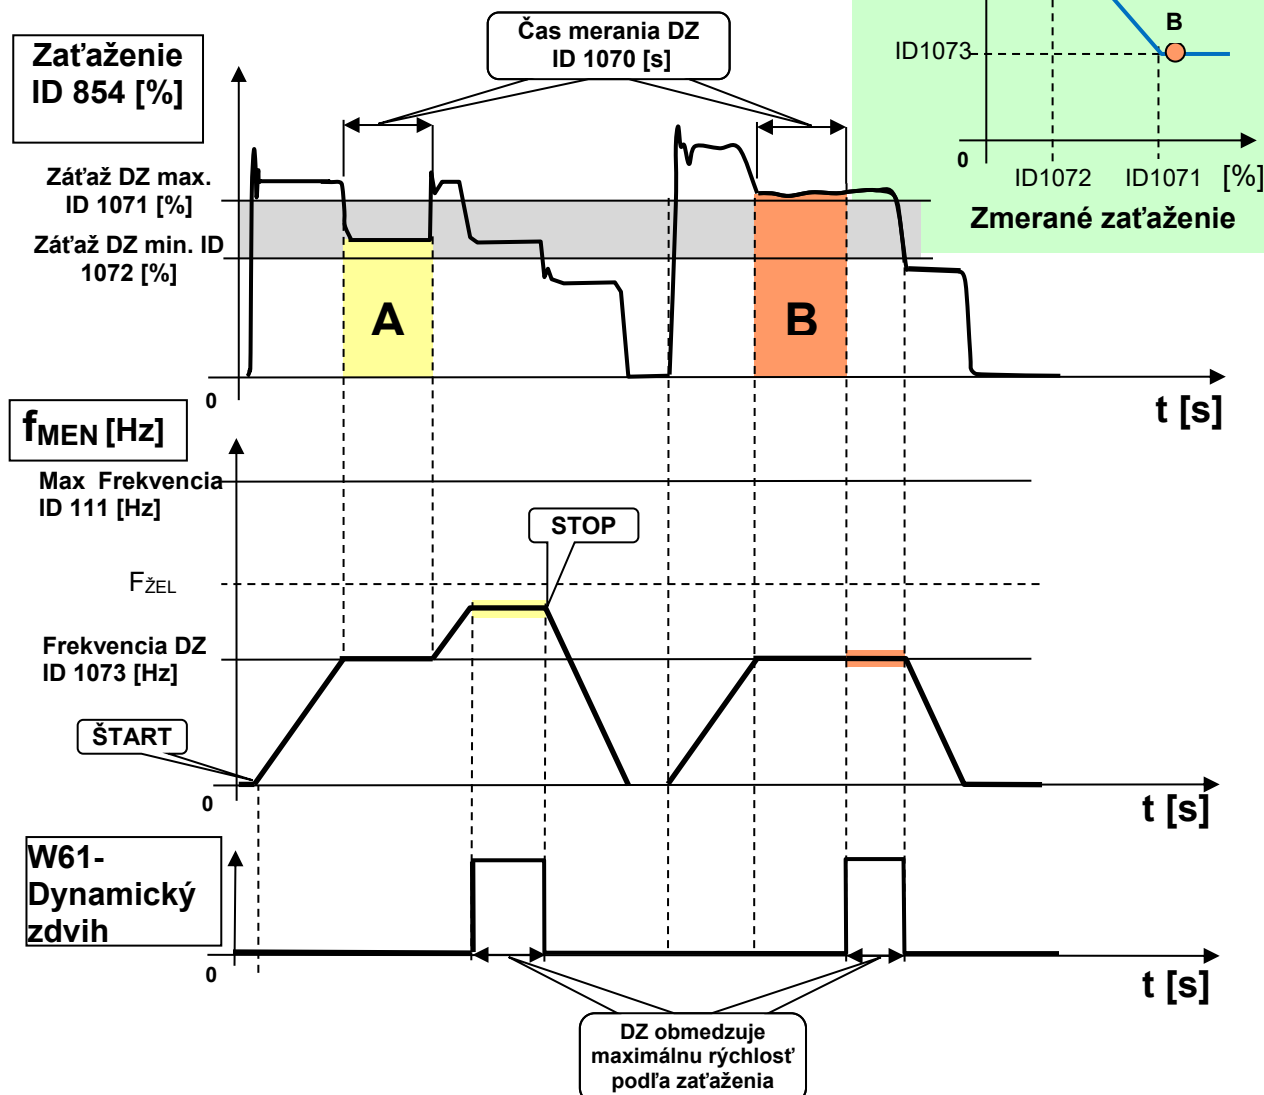 Zaťaženie
ID 854 [%]
Čas merania DZ
ID 1070 [s]
B
ID1073
0
ID1072
ID1071
[%]
Zmerané zaťaženie
Záťaž DZ max.
ID 1071 [%]
Záťaž DZ min. ID
1072 [%]
A
B
0
t [s]
fMEN [Hz]
Max Frekvencia
ID 111 [Hz]
STOP
FŽEL
Frekvencia DZ
ID 1073 [Hz]
ŠTART
0
t [s]
W61-
Dynamický
zdvih
0
t [s]
DZ obmedzuje
maximálnu rýchlosť
podľa zaťaženia